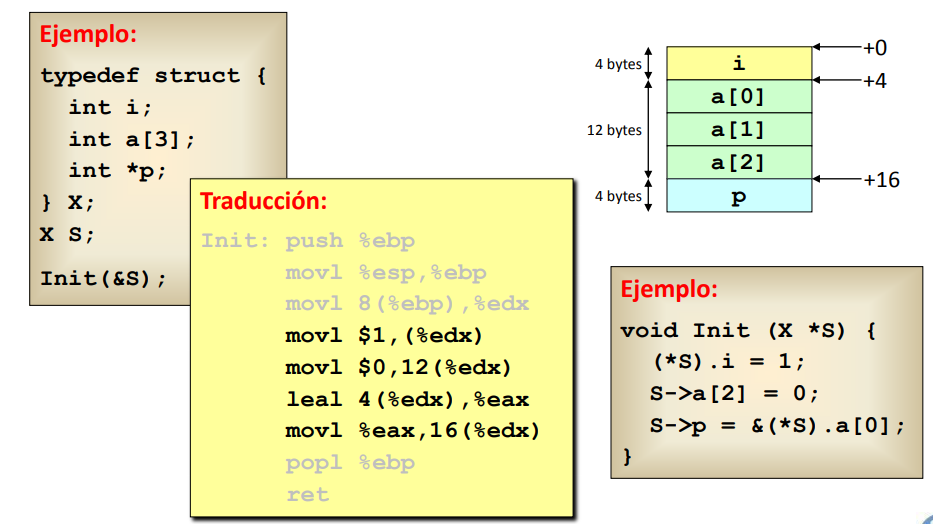 Ejemplo:
typedef struct {
  int i;
  int a[3];
  int *p;
} X;
X S;
Init(&S);
Traducción:
Init: push %ebp
      movl %esp,%ebp
      movl 8(%ebp),%edx
      movl $1,(%edx)
      movl $0,12(%edx)
      leal 4(%edx),%eax
      movl %eax,16(%edx)
      popl %ebp
      ret
4 bytes
i
+0
+4
12 bytes
a[0]
a[1]
a[2]
4 bytes
p
+16
Ejemplo:
void Init (X *S) {
  (*S).i = 1;
  S->a[2] = 0;
  S->p = &(*S).a[0];
}